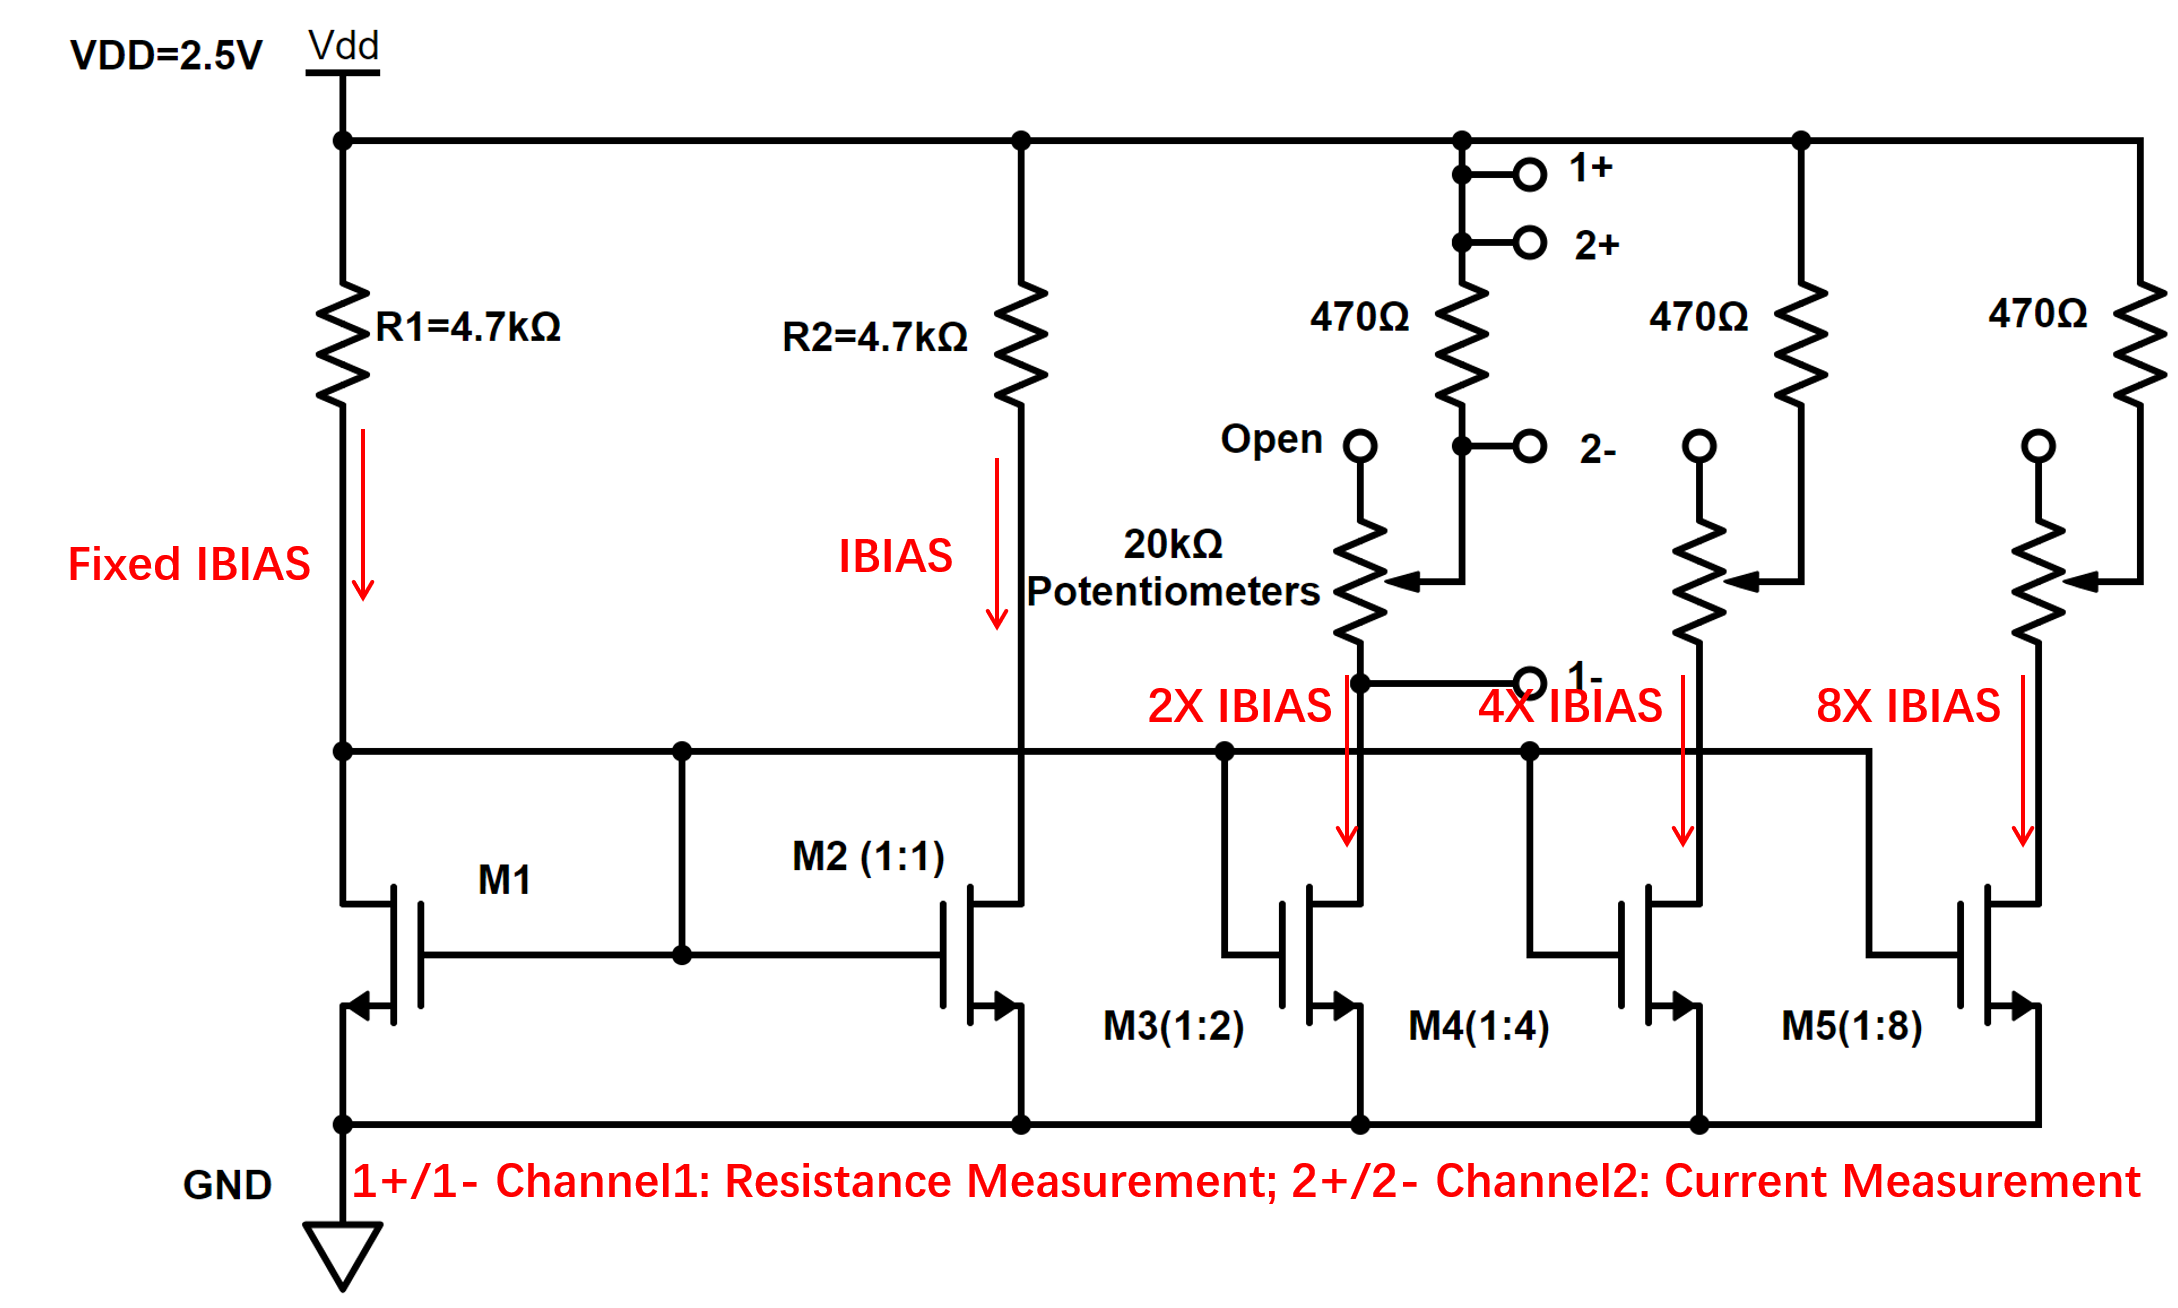 VDD=2.5V
Vdd
1+
2+
R1=4.7kΩ
R2=4.7kΩ
470Ω
470Ω
470Ω
Open
2-
Fixed IBIAS
IBIAS
20kΩ
Potentiometers
1-
2X IBIAS
4X IBIAS
8X IBIAS
M1
M2 (1:1)
M3(1:2)
M4(1:4)
M5(1:8)
GND
1+/1- Channel1: Resistance Measurement; 2+/2- Channel2: Current Measurement